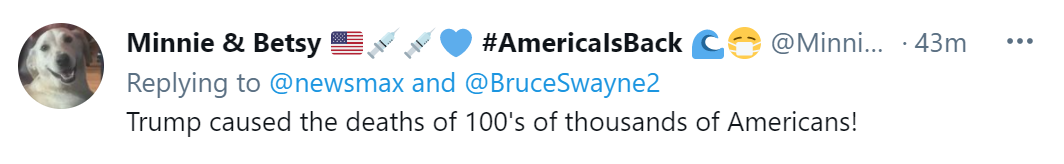 Minnie & Betsy 🇺🇸💉💉💙 #AmericaIsBack 🌊😷 @Minni... · 43m ···
Replying to @newsmax and @BruceSwayne2
Trump caused the deaths of 100's of thousands of Americans!